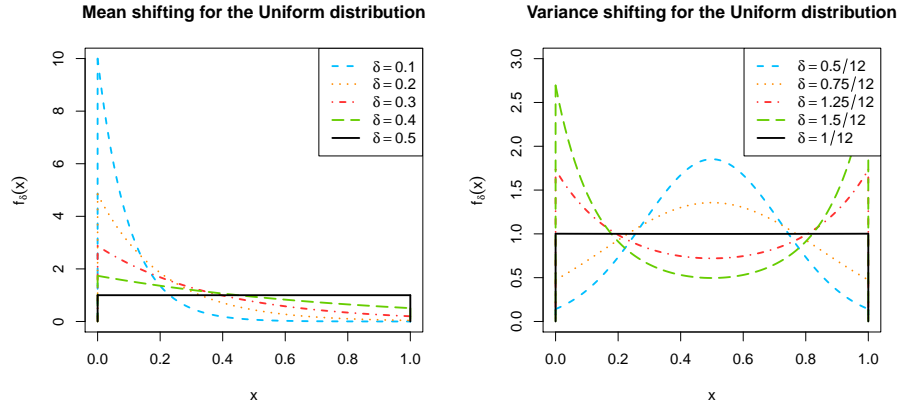 Mean shifting for the Uniform distribution
f_δ(x)
10
8
6
4
2
0
0.0 0.2 0.4 0.6 0.8 1.0
x
δ = 0.1
δ = 0.2
δ = 0.3
δ = 0.4
δ = 0.5
Variance shifting for the Uniform distribution
f_δ(x)
3.0
2.5
2.0
1.5
1.0
0.5
0.0
0.0 0.2 0.4 0.6 0.8 1.0
x
δ = 0.5/12
δ = 0.75/12
δ = 1.25/12
δ = 1.5/12
δ = 1/12